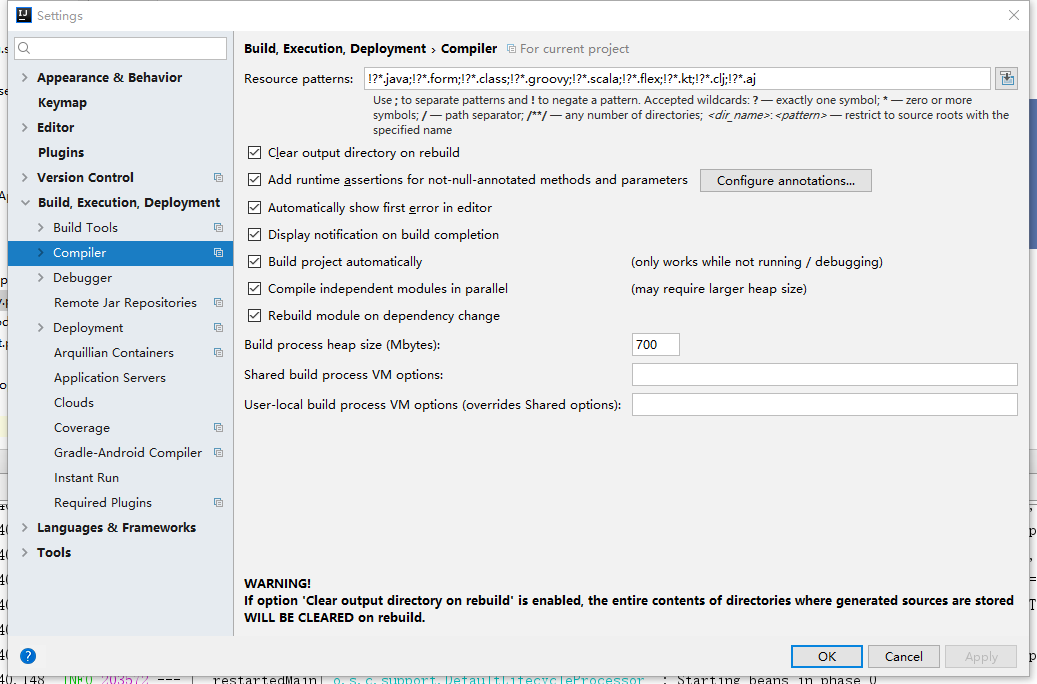 Settings
Build, Execution, Deployment › Compiler For current project
Appearance & Behavior
Keymap
Editor
Plugins
Version Control
Build, Execution, Deployment
Build Tools
Compiler
Debugger
Remote Jar Repositories
Deployment
Arquillian Containers
Application Servers
Clouds
Coverage
Gradle-Android Compiler
Instant Run
Required Plugins
Languages & Frameworks
Tools
Resource patterns: !?*.java;!?*.form;!?*.class;!?*.groovy;!?*.scala;!?*.flex;!?*.kt;!?*.clj;!?*.aj
Use ; to separate patterns and ! to negate a pattern. Accepted wildcards: ? — exactly one symbol; * — zero or more
symbols; / — path separator; /**/ — any number of directories; <dir_name>:<pattern> — restrict to source roots with the
specified name
Clear output directory on rebuild
Add runtime assertions for not-null-annotated methods and parameters Configure annotations...
Automatically show first error in editor
Display notification on build completion
Build project automatically (only works while not running / debugging)
Compile independent modules in parallel (may require larger heap size)
Rebuild module on dependency change
Build process heap size (Mbytes): 700
Shared build process VM options:
User-local build process VM options (overrides Shared options):
WARNING!
If option 'Clear output directory on rebuild' is enabled, the entire contents of directories where generated sources are stored
WILL BE CLEARED on rebuild.
? OK Cancel Apply
40.148 INFO 203572 --- [ restartedMain] o.s.c.support.DefaultLifecycleProcessor : Starting beans in phase 0